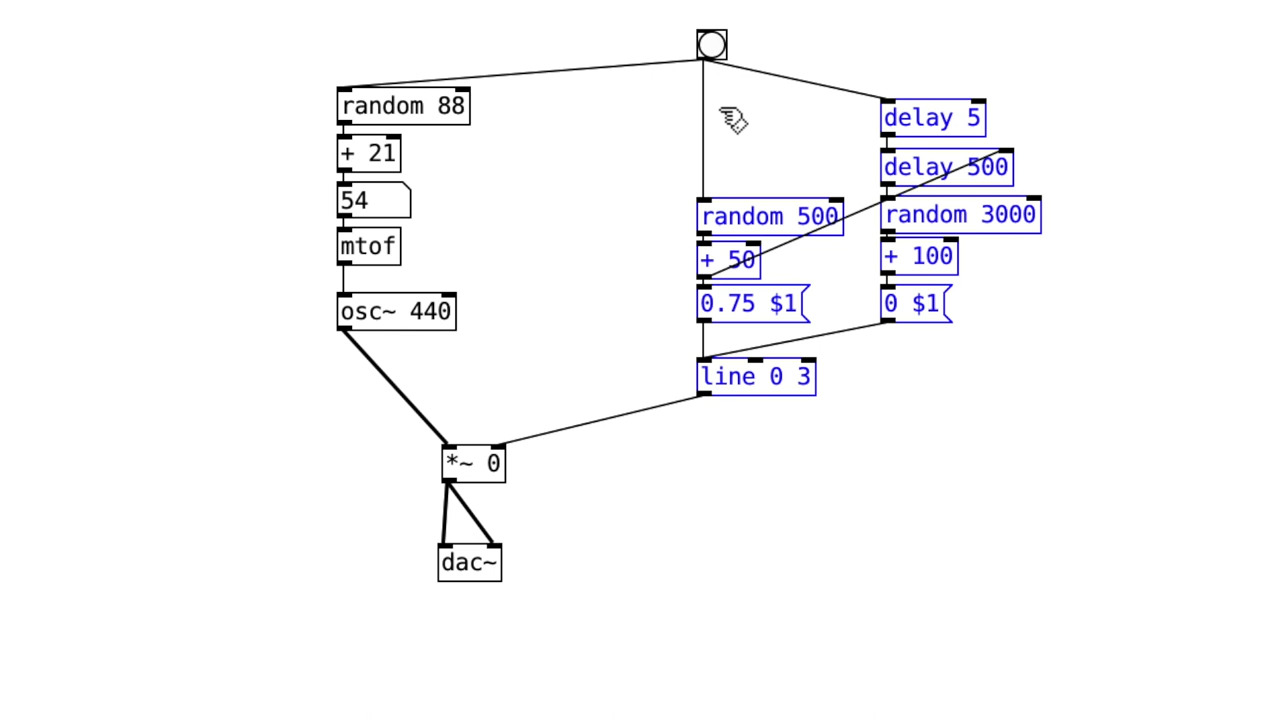 random 88
+ 21
54
mtof
osc~ 440
*~ 0
dac~
random 500
+ 50
0.75 $1
line 0 3
delay 5
delay 500
random 3000
+ 100
0 $1